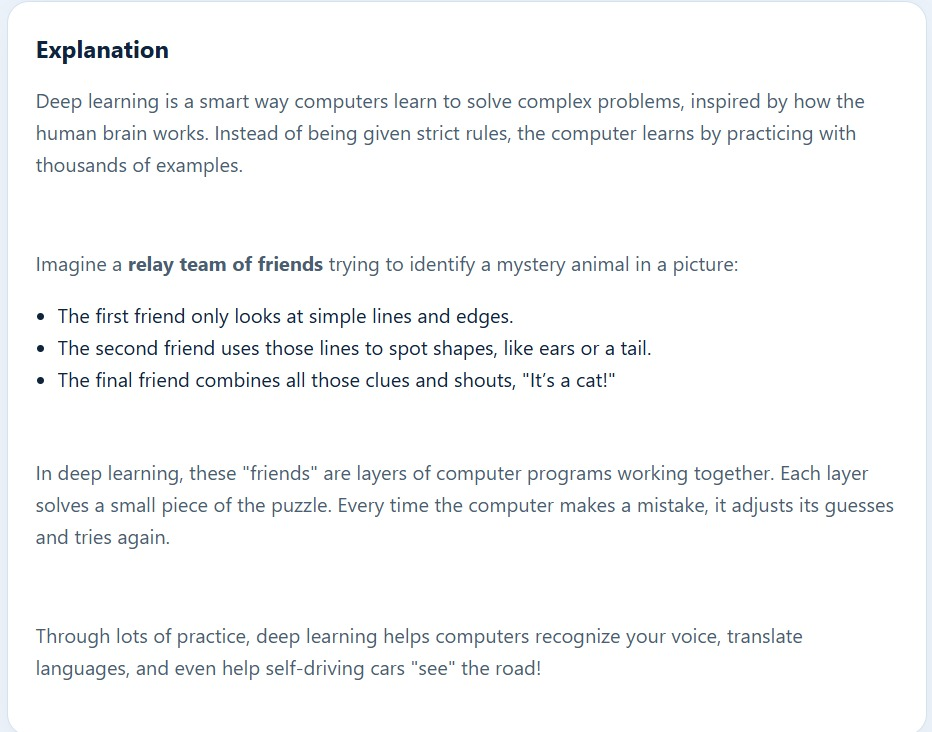 Explanation
Deep learning is a smart way computers learn to solve complex problems, inspired by how the
human brain works. Instead of being given strict rules, the computer learns by practicing with
thousands of examples.
Imagine a relay team of friends trying to identify a mystery animal in a picture:
• The first friend only looks at simple lines and edges.
• The second friend uses those lines to spot shapes, like ears or a tail.
• The final friend combines all those clues and shouts, "It’s a cat!"
In deep learning, these "friends" are layers of computer programs working together. Each layer
solves a small piece of the puzzle. Every time the computer makes a mistake, it adjusts its guesses
and tries again.
Through lots of practice, deep learning helps computers recognize your voice, translate
languages, and even help self-driving cars "see" the road!